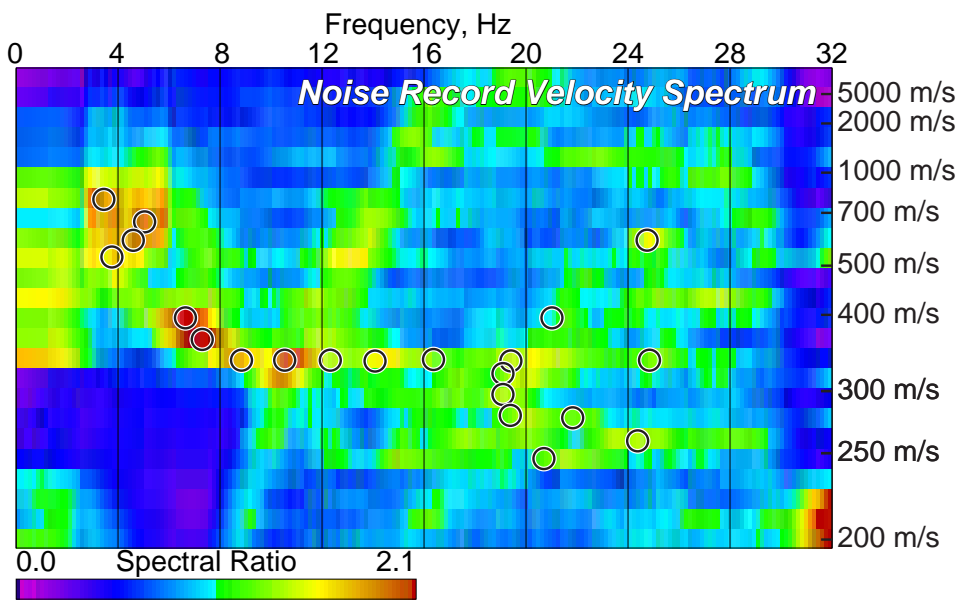 Frequency, Hz
0 4 8 12 16 20 24 28 32
Noise Record Velocity Spectrum
5000 m/s
2000 m/s
1000 m/s
700 m/s
500 m/s
400 m/s
300 m/s
250 m/s
200 m/s
0.0 Spectral Ratio 2.1